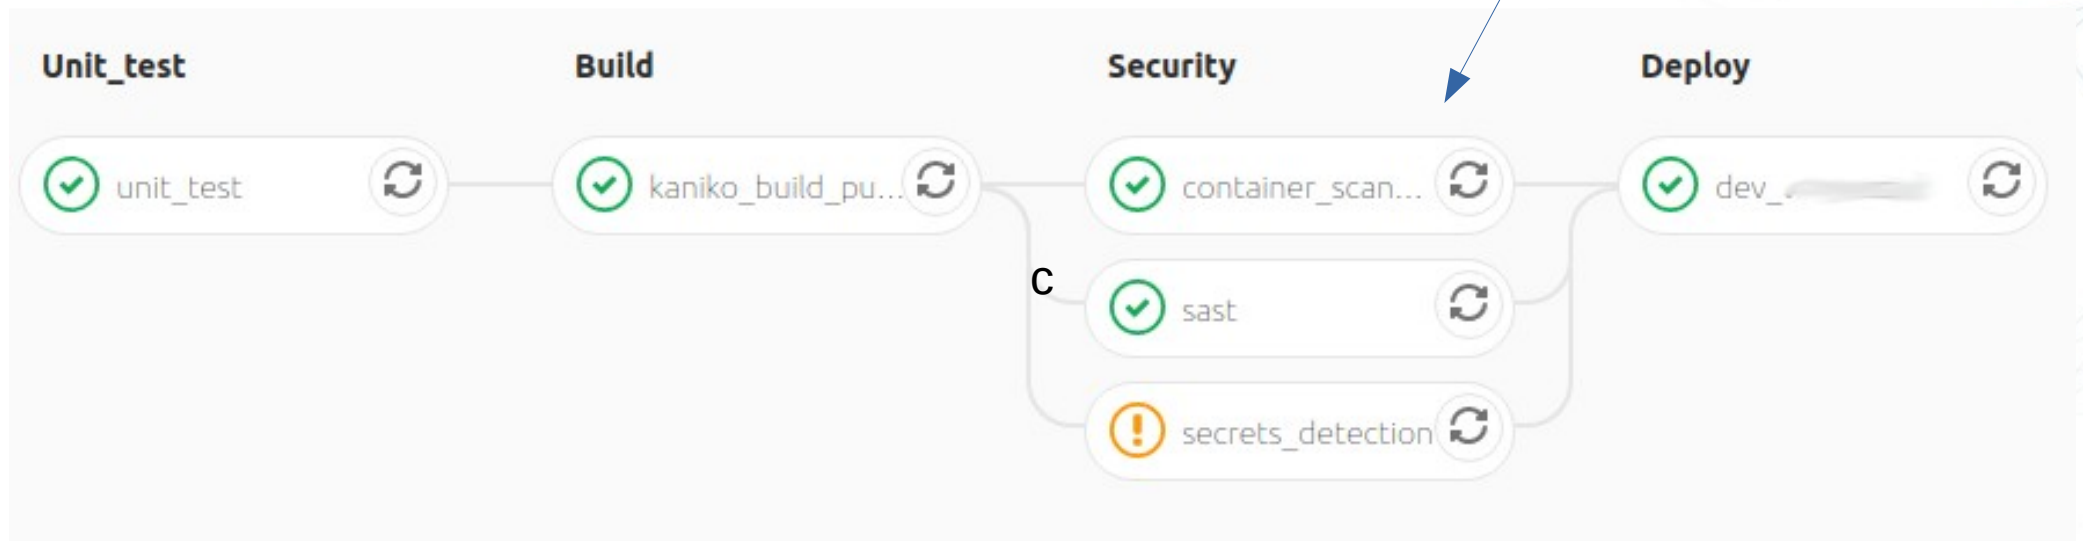 Unit_test
unit_test
Build
kaniko_build_pu...
Security
container_scan...
c
sast
secrets_detection
Deploy
dev_